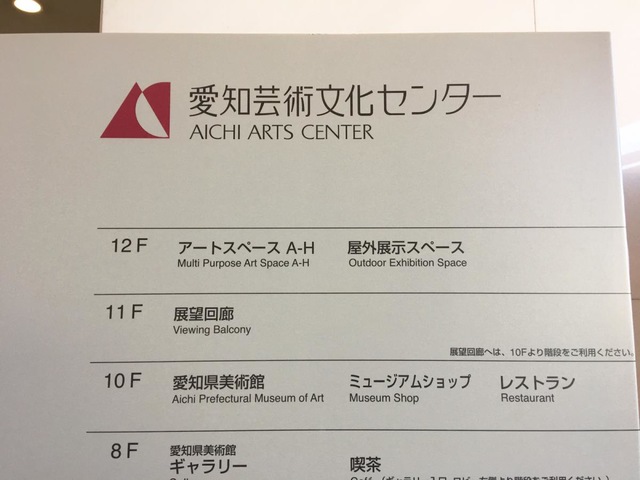 愛知芸術文化センター
AICHI ARTS CENTER
12 F アートスペース A-H 屋外展示スペース
Multi Purpose Art Space A-H Outdoor Exhibition Space
11 F 展望回廊
Viewing Balcony
展望回廊へは、10Fより階段をご利用ください。
10 F 愛知県美術館 ミュージアムショップ レストラン
Aichi Prefectural Museum of Art Museum Shop Restaurant
8 F 愛知県美術館
ギャラリー 喫茶